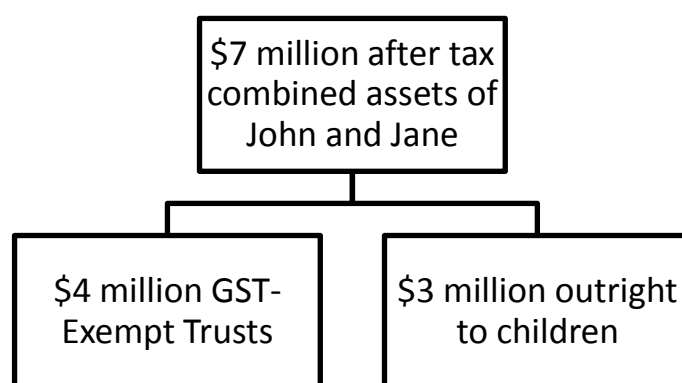 $7 million after tax
combined assets of
John and Jane
$4 million GST-
Exempt Trusts
$3 million outright
to children